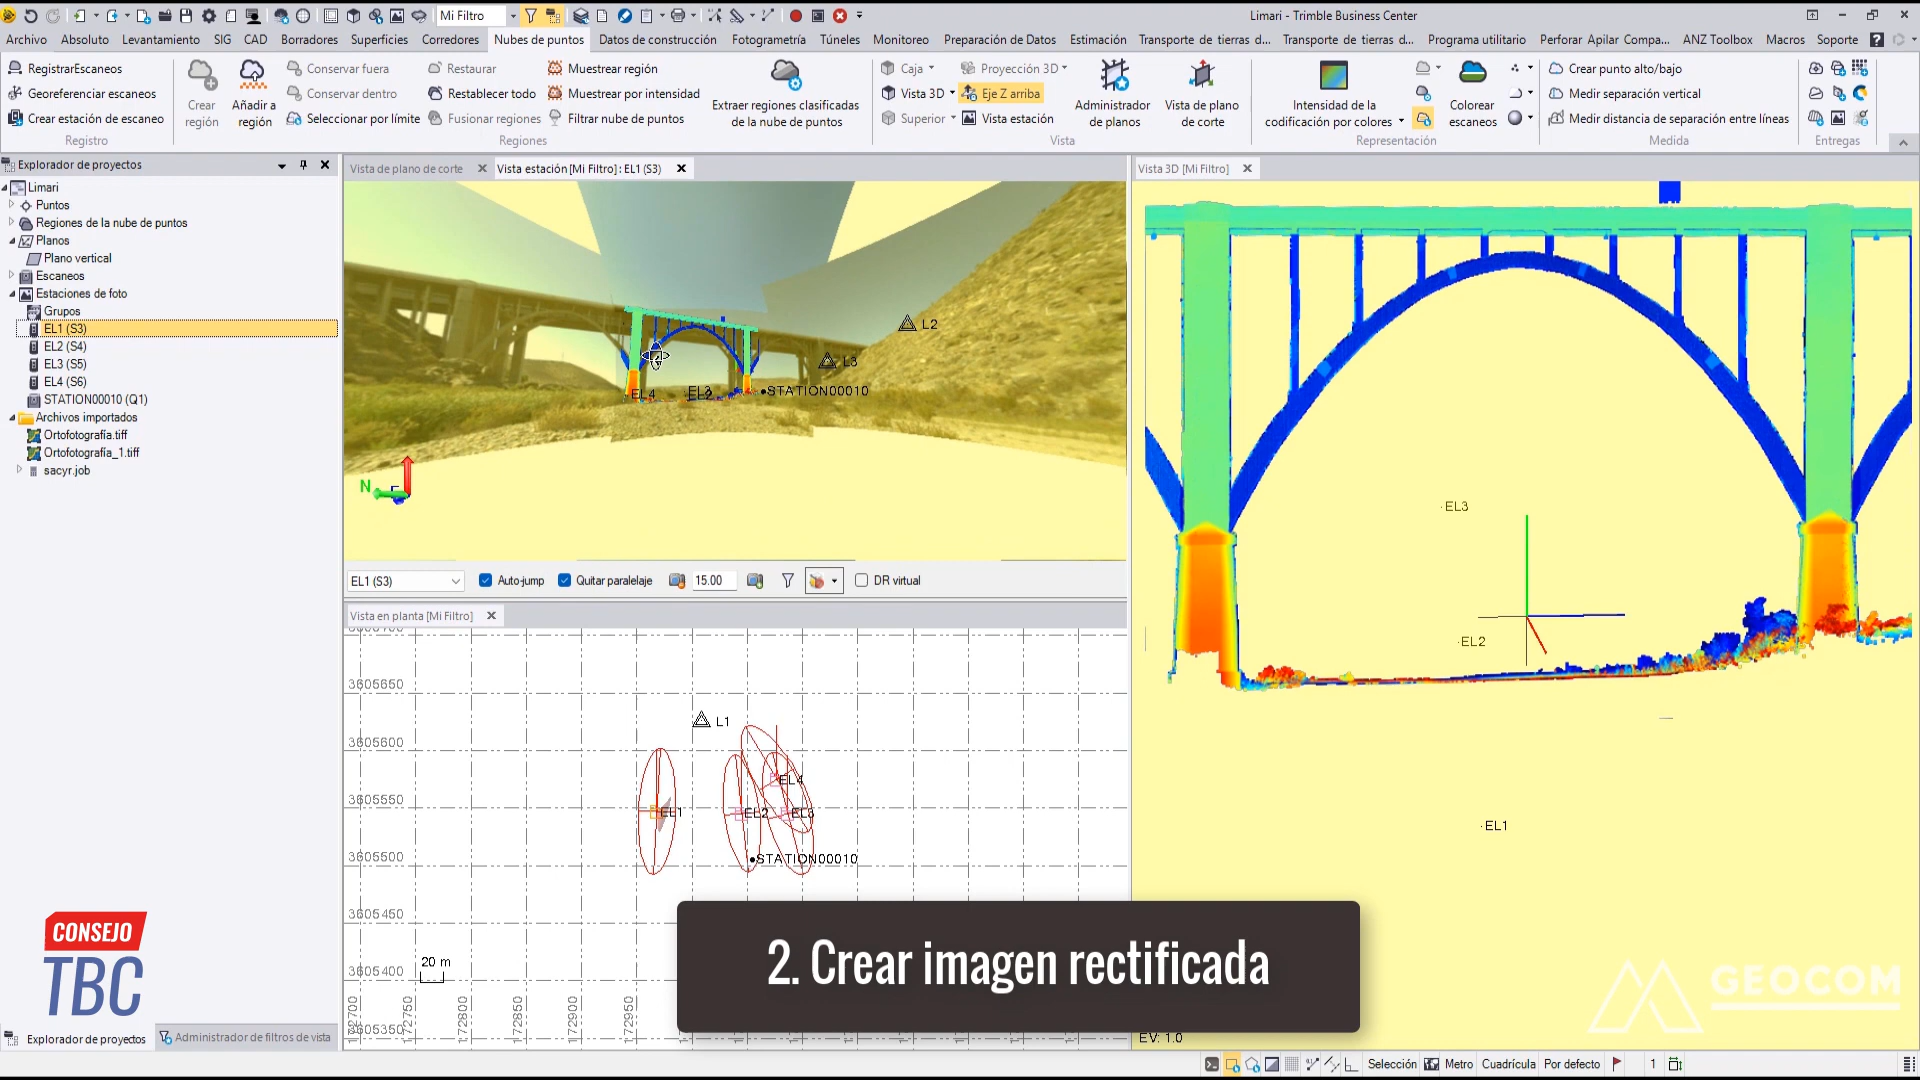 Mi Filtro
Limari - Trimble Business Center
Archivo Absoluto Levantamiento SIG CAD Borradores Superficies Corredores Nubes de puntos Datos de construcción Fotogrametría Túneles Monitoreo Preparación de Datos Estimación Transporte de tierras d... Transporte de tierras d... Programa utilitario Perforar Apilar Compa... ANZ Toolbox Macros Soporte
RegistrarEscaneos
Georeferenciar escaneos
Crear estación de escaneo
Registro
Crear región
Añadir a región
Conservar fuera
Conservar dentro
Seleccionar por límite
Restaurar
Restablecer todo
Fusionar regiones
Muestrear región
Muestrear por intensidad
Filtrar nube de puntos
Extraer regiones clasificadas
de la nube de puntos
Regiones
Caja
Vista 3D
Superior
Proyección 3D
Eje Z arriba
Vista estación
Administrador
de planos
Vista de plano
de corte
Vista
Intensidad de la
codificación por colores
Colorear
escaneos
Representación
Crear punto alto/bajo
Medir separación vertical
Medir distancia de separación entre líneas
Medida
Entregas
Explorador de proyectos
Limari
Puntos
Regiones de la nube de puntos
Planos
Plano vertical
Escaneos
Estaciones de foto
Grupos
EL1 (S3)
EL2 (S4)
EL3 (S5)
EL4 (S6)
STATION00010 (Q1)
Archivos importados
Ortofotografía.tiff
Ortofotografía_1.tiff
sacyr.job
CONSEJO
TBC
Explorador de proyectos
Administrador de filtros de vista
Vista de plano de corte
Vista estación [Mi Filtro] : EL1 (S3)
L2
L3
EL4
EL2
STATION00010
N
E
EL1 (S3) Auto-jump Quitar paralelaje 15.00 DR virtual
Vista en planta [Mi Filtro]
3605650
3605600
3605550
3605500
3605450
3605400
3605350
L1
EL4
EL1
EL2
EL3
STATION00010
20 m
172700
172750
172800
172850
172900
172950
Vista 3D [Mi Filtro]
EL3
EL2
EL1
EV: 1.0
2. Crear imagen rectificada
GEOCOM
Selección Metro Cuadrícula Por defecto 1